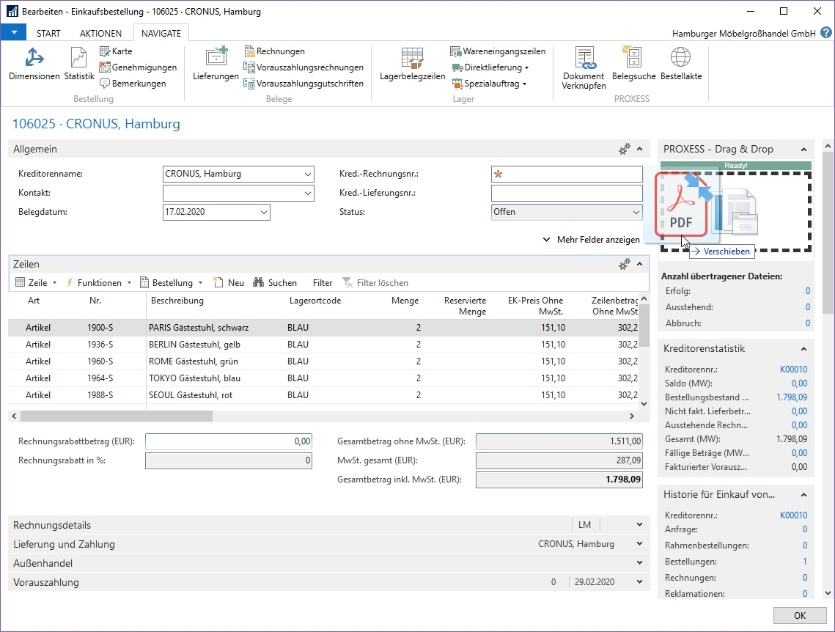 Bearbeiten - Einkaufsbestellung - 106025 · CRONUS, Hamburg
START AKTIONEN NAVIGATE Hamburger Möbelgroßhandel GmbH ?
Dimensionen Statistik Karte Genehmigungen Bemerkungen
Bestellung
Lieferungen Rechnungen Vorauszahlungsrechnungen Vorauszahlungsgutschriften
Belege
Lagerbelegzeilen Wareneingangszeilen Direktlieferung Spezialauftrag
Lager
Dokument Verknüpfen Belegsuche Bestellakte
PROXESS
106025 · CRONUS, Hamburg
Allgemein
Kreditorenname: CRONUS, Hamburg
Kontakt:
Belegdatum: 17.02.2020
Kred.-Rechnungsnr.: *
Kred.-Lieferungsnr.:
Status: Offen
Mehr Felder anzeigen
Zeilen
Zeile Funktionen Bestellung Neu Suchen Filter Filter löschen
Art Nr. Beschreibung Lagerortcode Menge Reservierte Menge EK-Preis Ohne MwSt. Zeilenbetrag Ohne MwSt
Artikel 1900-S PARIS Gästestuhl, schwarz BLAU 2 151,10 302,2
Artikel 1936-S BERLIN Gästestuhl, gelb BLAU 2 151,10 302,2
Artikel 1960-S ROME Gästestuhl, grün BLAU 2 151,10 302,2
Artikel 1964-S TOKYO Gästestuhl, blau BLAU 2 151,10 302,2
Artikel 1988-S SEOUL Gästestuhl, rot BLAU 2 151,10 302,2
Rechnungsrabattbetrag (EUR): 0,00
Rechnungsrabatt in %: 0
Gesamtbetrag ohne MwSt. (EUR): 1.511,00
MwSt. gesamt (EUR): 287,09
Gesamtbetrag inkl. MwSt. (EUR): 1.798,09
Rechnungsdetails LM
Lieferung und Zahlung CRONUS, Hamburg
Außenhandel
Vorauszahlung 0 29.02.2020
PROXESS - Drag & Drop
Ready!
PDF
Verschieben
Anzahl übertragener Dateien:
Erfolg: 0
Ausstehend: 0
Abbruch: 0
Kreditorenstatistik
Kreditorennr.: K00010
Saldo (MW): 0,00
Bestellungsbestand ... 1.798,09
Nicht fakt. Lieferbetr... 0,00
Ausstehende Rechn... 0,00
Gesamt (MW): 1.798,09
Fällige Beträge (MW... 0,00
Fakturierter Voraus­z... 0,00
Historie für Einkauf von...
Kreditorennr.: K00010
Anfrage: 0
Rahmenbestellungen: 0
Bestellungen: 1
Rechnungen: 0
Reklamationen: 0
OK